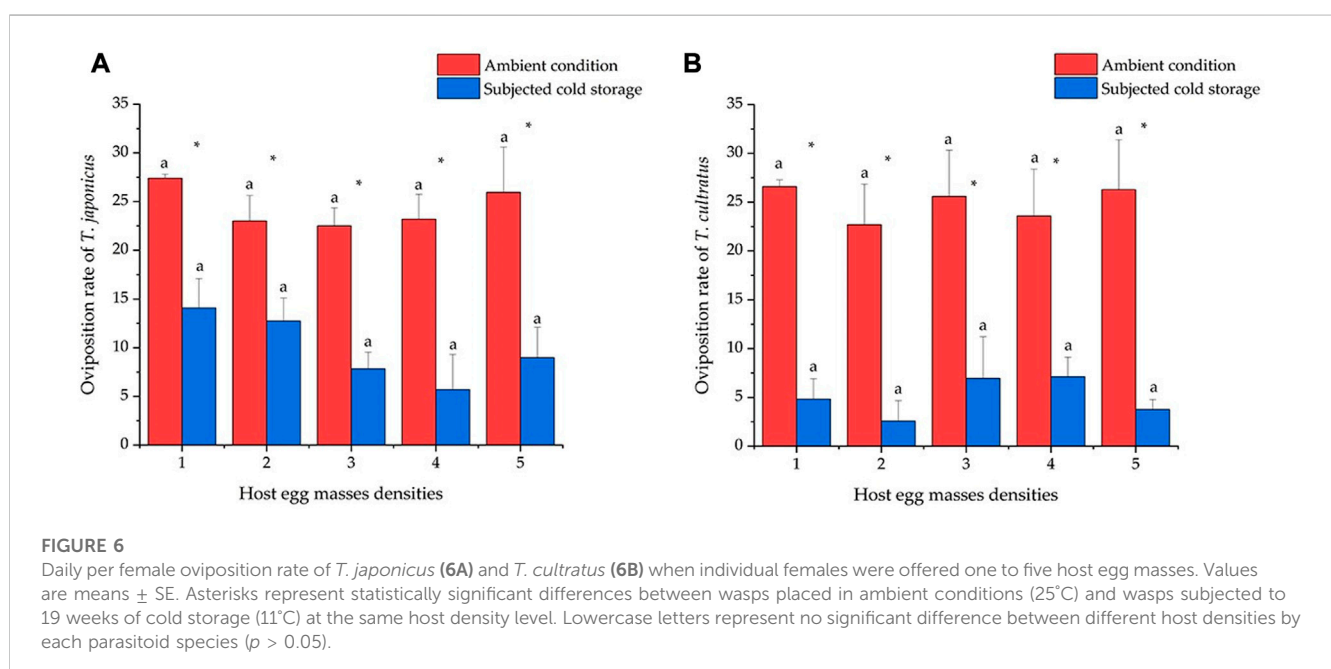 A
Ambient condition
Subjected cold storage
Oviposition rate of T. japonicus
35
30
25
20
15
10
5
0
a
*
a
a
*
a
a
*
a
a
*
a
a
*
a
1 2 3 4 5
Host egg masses densities
B
Ambient condition
Subjected cold storage
Oviposition rate of T. cultratus
35
30
25
20
15
10
5
0
a
*
a
a
*
a
a
*
a
a
*
a
a
*
a
1 2 3 4 5
Host egg masses densities
FIGURE 6
Daily per female oviposition rate of T. japonicus (6A) and T. cultratus (6B) when individual females were offered one to five host egg masses. Values
are means ± SE. Asterisks represent statistically significant differences between wasps placed in ambient conditions (25°C) and wasps subjected to
19 weeks of cold storage (11°C) at the same host density level. Lowercase letters represent no significant difference between different host densities by
each parasitoid species (p > 0.05).